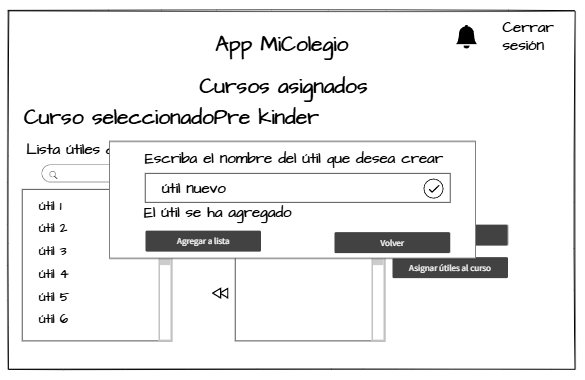 App MiColegio
Cerrar
sesión
Cursos asignados
Curso seleccionadoPre kinder
Lista útiles
Escriba el nombre del útil que desea crear
útil nuevo
El útil se ha agregado
Agregar a lista
Volver
útil 1
útil 2
útil 3
útil 4
útil 5
útil 6
Asignar útiles al curso